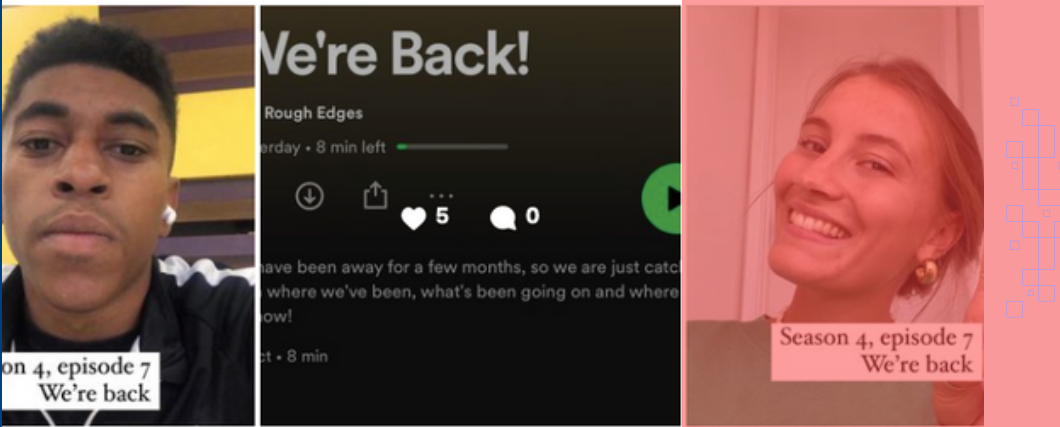 on 4, episode 7
We're back
We're Back!
Rough Edges
erday • 8 min left
5
0
have been away for a few months, so we are just catcl
where we've been, what's been going on and where
ow!
ct • 8 min
Season 4, episode 7
We're back